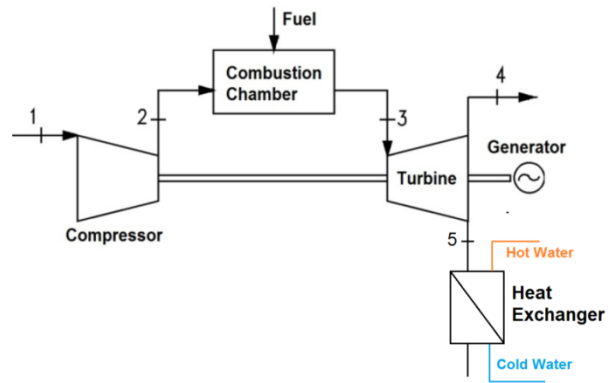 Fuel
Combustion
Chamber
1
2
3
4
Generator
Turbine
Compressor
5
Hot Water
Heat
Exchanger
Cold Water